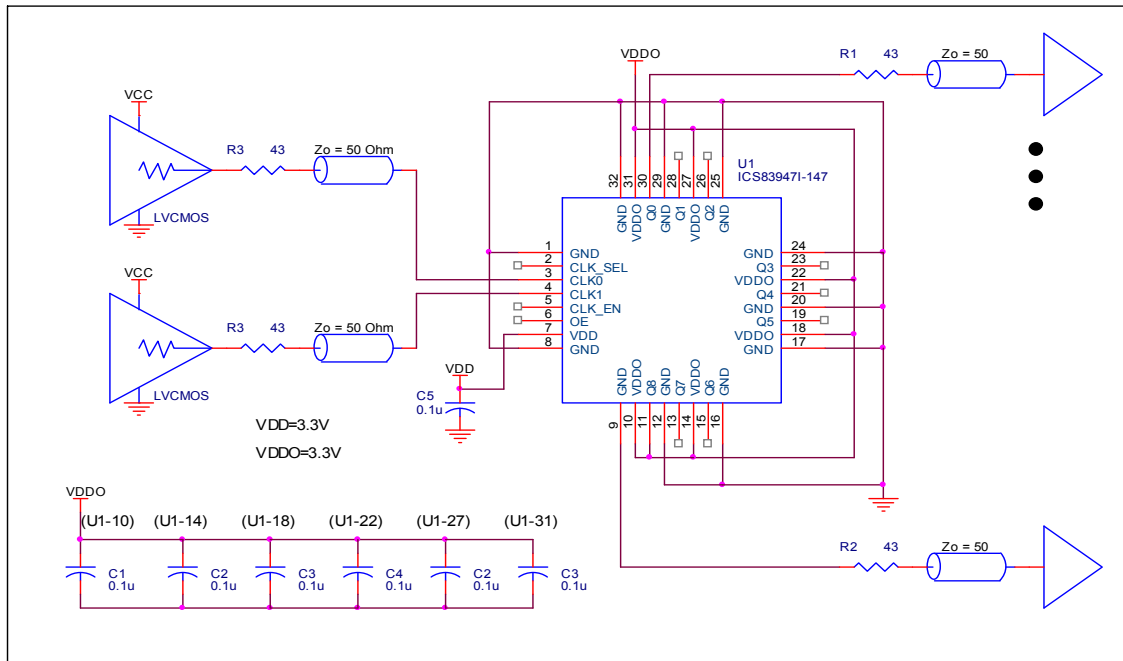 VDDO
R1 43
Zo = 50
VCC
R3 43
Zo = 50 Ohm
LVCMOS
U1
ICS83947I-147
32 31 30 29 28 27 26 25
GND VDDO Q0 GND Q1 VDDO Q2 GND
1 GND
2 CLK_SEL
3 CLK0
4 CLK1
5 CLK_EN
6 OE
7 VDD
8 GND
GND 24
Q3 23
VDDO 22
Q4 21
GND 20
Q5 19
VDDO 18
GND 17
GND VDDO Q8 GND Q7 VDDO Q6 GND
9 10 11 12 13 14 15 16
VCC
R3 43
Zo = 50 Ohm
LVCMOS
VDD
C5
0.1u
VDD=3.3V
VDDO=3.3V
VDDO
(U1-10) (U1-14) (U1-18) (U1-22) (U1-27) (U1-31)
C1 C2 C3 C4 C2 C3
0.1u 0.1u 0.1u 0.1u 0.1u 0.1u
R2 43
Zo = 50